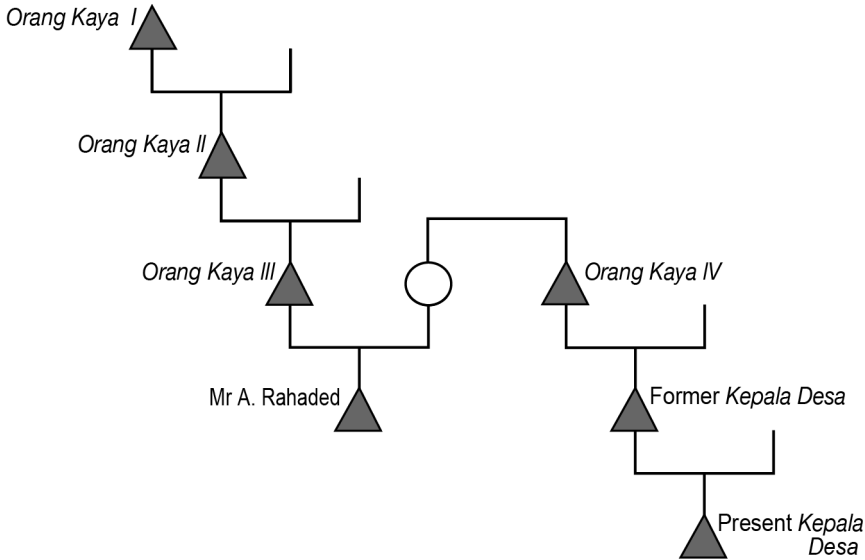 Orang Kaya I
Orang Kaya II
Orang Kaya III
Orang Kaya IV
Mr A. Rahaded
Former Kepala Desa
Present Kepala
Desa